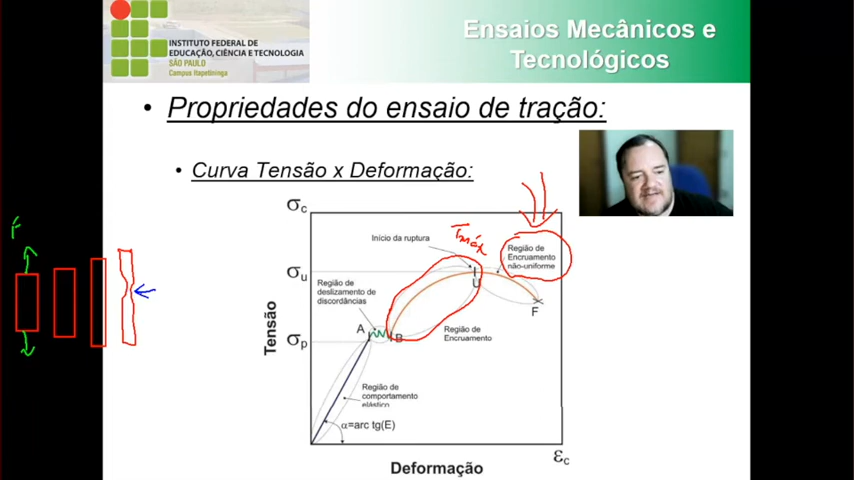 Ensaios Mecânicos e
Tecnológicos
INSTITUTO FEDERAL DE
EDUCAÇÃO, CIÊNCIA E TECNOLOGIA
SÃO PAULO
Campus Itapetininga
• Propriedades do ensaio de tração:
• Curva Tensão x Deformação:
σc
Início da ruptura
Tmáx
Região de
Encruamento
não-uniforme
σu
U
Região de
deslizamento de
discordâncias
F
A
B
Região de
Encruamento
σp
Tensão
Região de
comportamento
elástico
α=arc tg(E)
εc
Deformação
F